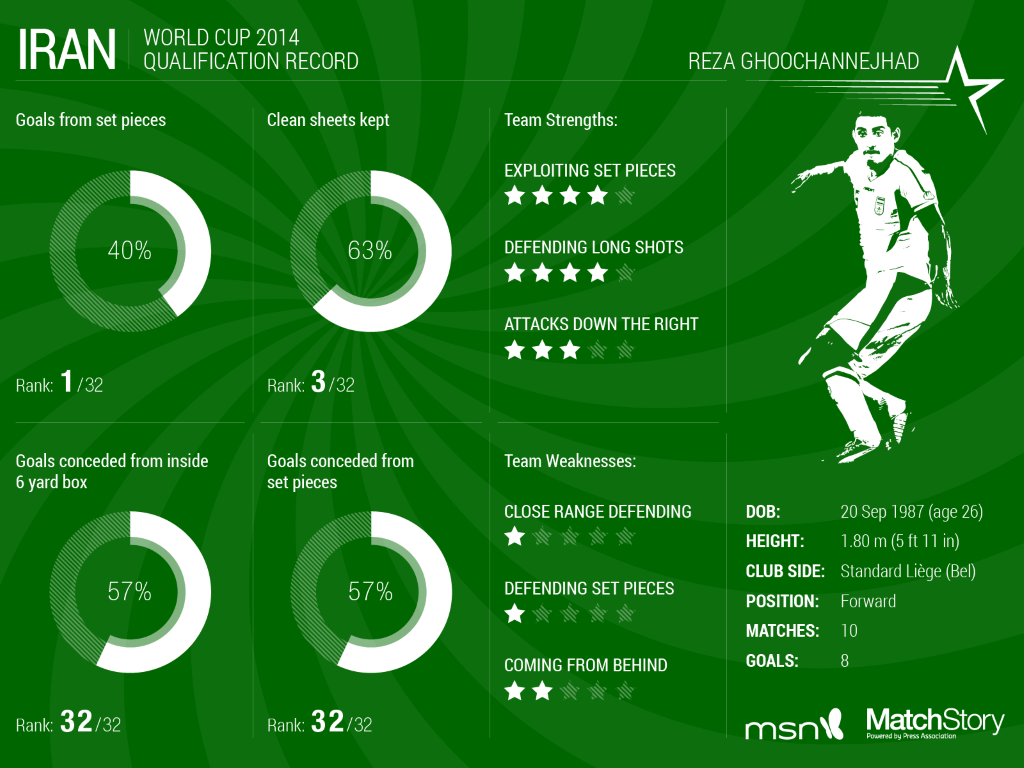 IRAN
WORLD CUP 2014
QUALIFICATION RECORD
REZA GHOOCHANNEJHAD
Goals from set pieces
40%
Rank: 1/32
Clean sheets kept
63%
Rank: 3/32
Team Strengths:
EXPLOITING SET PIECES
DEFENDING LONG SHOTS
ATTACKS DOWN THE RIGHT
Goals conceded from inside
6 yard box
57%
Rank: 32/32
Goals conceded from
set pieces
57%
Rank: 32/32
Team Weaknesses:
CLOSE RANGE DEFENDING
DEFENDING SET PIECES
COMING FROM BEHIND
DOB: 20 Sep 1987 (age 26)
HEIGHT: 1.80 m (5 ft 11 in)
CLUB SIDE: Standard Liège (Bel)
POSITION: Forward
MATCHES: 10
GOALS: 8
msn
MatchStory
Powered by Press Association